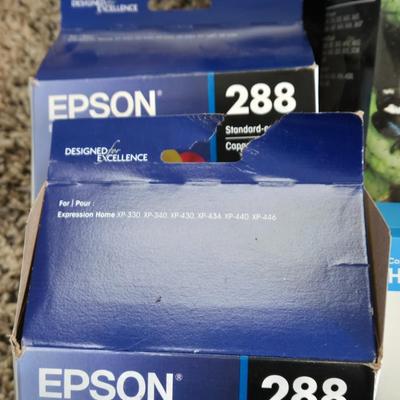 DESIGNED for
EXCELLENCE
EPSON® 288
Standard-
DESIGNED for
EXCELLENCE
For / Pour :
Expression Home XP-330, XP-340, XP-430, XP-434, XP-440, XP-446
EPSON® 288